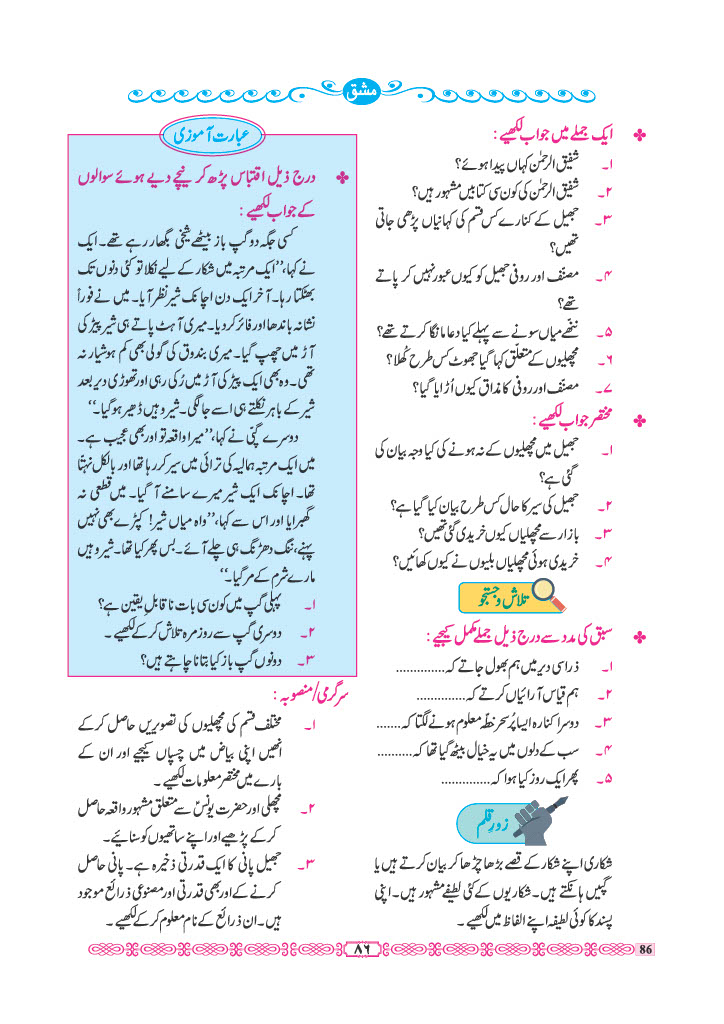 مشق
ایک جملے میں جواب لکھیے :
۱۔ شفیق الرحمٰن کہاں پیدا ہوئے؟
۲۔ شفیق الرحمٰن کی کون سی کتابیں مشہور ہیں؟
۳۔ جھیل کے کنارے کس قسم کی کہانیاں پڑھی جاتی
تھیں؟
۴۔ مصنّف اور روفی جھیل کو کیوں عبور نہیں کر پاتے
تھے؟
۵۔ ننّھے میاں سونے سے پہلے کیا دعا مانگا کرتے تھے؟
۶۔ مچھلیوں کے متعلق کہا گیا جھوٹ کس طرح کُھلا؟
۷۔ مصنّف اور روفی کا مذاق کیوں اُڑایا گیا؟
مختصر جواب لکھیے :
۱۔ جھیل میں مچھلیوں کے نہ ہونے کی کیا وجہ بیان کی
گئی ہے؟
۲۔ جھیل کی سیر کا حال کس طرح بیان کیا گیا ہے؟
۳۔ بازار سے مچھلیاں کیوں خریدی گئی تھیں؟
۴۔ خریدی ہوئی مچھلیاں بلیوں نے کیوں کھائیں؟
تلاش و جستجو
سبق کی مدد سے درج ذیل جملے مکمل کیجیے :
۱۔ ذرا سی دیر میں ہم بھول جاتے کہ..............
۲۔ ہم قیاس آرائیاں کرتے کہ..............
۳۔ دوسرا کنارہ ایسا پُر سحر خطّہ معلوم ہونے لگتا کہ.......
۴۔ سب کے دلوں میں یہ خیال بیٹھ گیا تھا کہ..........
۵۔ پھر ایک روز کیا ہوا کہ..............
زورِ قلم
شکاری اپنے شکار کے قصے بڑھا چڑھا کر بیان کرتے ہیں یا
گپیں ہانکتے ہیں۔ شکاریوں کے کئی لطیفے مشہور ہیں۔ اپنی
پسند کا کوئی لطیفہ اپنے الفاظ میں لکھیے۔
عبارت آموزی
درج ذیل اقتباس پڑھ کر نیچے دیے ہوئے سوالوں
کے جواب لکھیے :
کسی جگہ دو گپ باز بیٹھے شیخی بگھار رہے تھے۔ ایک
نے کہا، ’’ایک مرتبہ میں شکار کے لیے نکلا تو کئی دنوں تک
بھٹکتا رہا۔ آخر ایک دن اچانک شیر نظر آیا۔ میں نے فوراً
نشانہ باندھا اور فائر کردیا۔ میری آہٹ پاتے ہی شیر پیڑ کی
آڑ میں چھپ گیا۔ میری بندوق کی گولی بھی کم ہوشیار نہ
تھی۔ وہ بھی ایک پیڑ کی آڑ میں رُکی رہی اور تھوڑی دیر بعد
شیر کے باہر نکلتے ہی اسے جا لگی۔ شیر وہیں ڈھیر ہو گیا۔‘‘
دوسرے گپّی نے کہا، ’’میرا واقعہ تو اور بھی عجیب ہے۔
میں ایک مرتبہ ہمالیہ کی ترائی میں سیر کر رہا تھا اور بالکل نہتّا
تھا۔ اچانک ایک شیر میرے سامنے آ گیا۔ میں قطعی نہ
گھبرایا اور اس سے کہا، ’’واہ میاں شیر! کپڑے بھی نہیں
پہنے، ننگ دھڑنگ ہی چلے آئے۔ بس پھر کیا تھا۔ شیر وہیں
مارے شرم کے مر گیا۔‘‘
۱۔ پہلی گپ میں کون سی بات ناقابلِ یقین ہے؟
۲۔ دوسری گپ سے روزمرہ تلاش کر کے لکھیے۔
۳۔ دونوں گپ باز کیا بتانا چاہتے ہیں؟
سرگرمی/منصوبہ :
۱۔ مختلف قسم کی مچھلیوں کی تصویریں حاصل کر کے
انھیں اپنی بیاض میں چسپاں کیجیے اور ان کے
بارے میں مختصر معلومات لکھیے۔
۲۔ مچھلی اور حضرت یونسؑ سے متعلق مشہور واقعہ حاصل
کر کے پڑھیے اور اپنے ساتھیوں کو سنائیے۔
۳۔ جھیل پانی کا ایک قدرتی ذخیرہ ہے۔ پانی حاصل
کرنے کے اور بھی قدرتی اور مصنوعی ذرائع موجود
ہیں۔ ان ذرائع کے نام معلوم کر کے لکھیے۔
۸۶
86